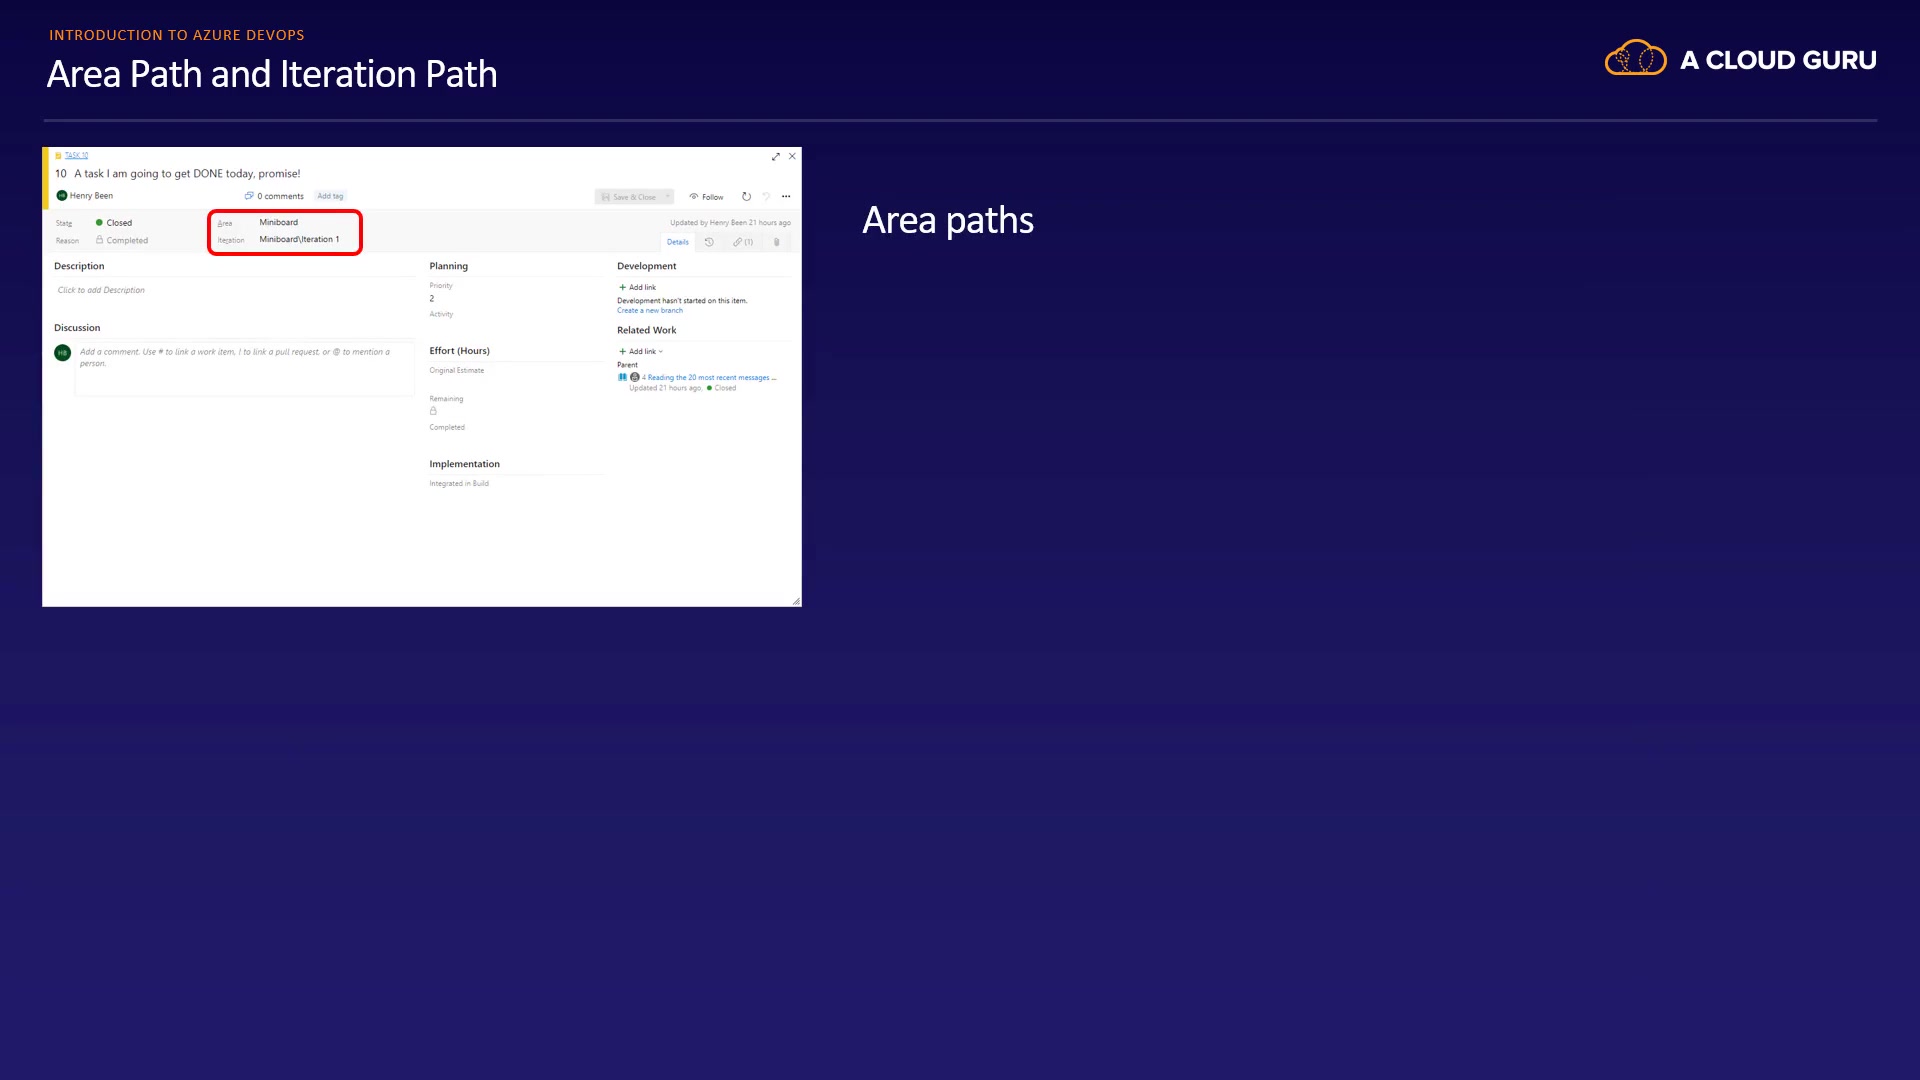 INTRODUCTION TO AZURE DEVOPS
Area Path and Iteration Path
A CLOUD GURU
TASK 10
10 A task I am going to get DONE today, promise!
HB Henry Been
0 comments
Add tag
Save & Close
Follow
State
Closed
Area
Miniboard
Updated by Henry Been 21 hours ago
Reason
Completed
Iteration
Miniboard\Iteration 1
Details
(1)
Description
Click to add Description
Discussion
HB
Add a comment. Use # to link a work item, ! to link a pull request, or @ to mention a
person.
Planning
Priority
2
Activity
Effort (Hours)
Original Estimate
Remaining
Completed
Implementation
Integrated in Build
Development
+ Add link
Development hasn't started on this item.
Create a new branch
Related Work
+ Add link
Parent
4 Reading the 20 most recent messages ...
Updated 21 hours ago, Closed
Area paths